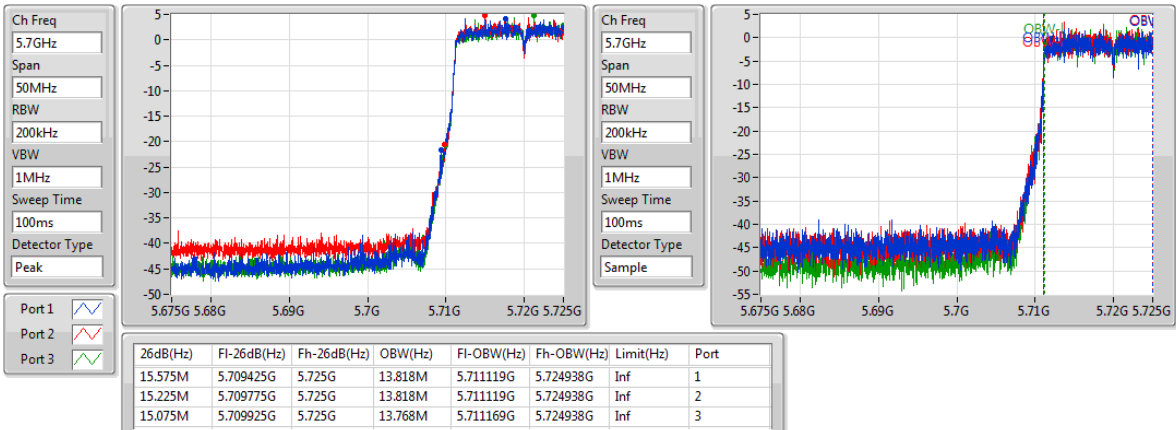 Ch Freq
5.7GHz
Span
50MHz
RBW
200kHz
VBW
1MHz
Sweep Time
100ms
Detector Type
Peak
Port 1
Port 2
Port 3
5-
0-
-5-
-10-
-15-
-20-
-25-
-30-
-35-
-40-
-45-
-50-
5.675G 5.68G 5.69G 5.7G 5.71G 5.72G 5.725G
Ch Freq
5.7GHz
Span
50MHz
RBW
200kHz
VBW
1MHz
Sweep Time
100ms
Detector Type
Sample
5-
0-
-5-
-10-
-15-
-20-
-25-
-30-
-35-
-40-
-45-
-50-
-55-
OBW
OBW
OBW
OBW
5.675G 5.68G 5.69G 5.7G 5.71G 5.72G 5.725G
26dB(Hz) Fl-26dB(Hz) Fh-26dB(Hz) OBW(Hz) Fl-OBW(Hz) Fh-OBW(Hz) Limit(Hz) Port
15.575M 5.709425G 5.725G 13.818M 5.711119G 5.724938G Inf 1
15.225M 5.709775G 5.725G 13.818M 5.711119G 5.724938G Inf 2
15.075M 5.709925G 5.725G 13.768M 5.711169G 5.724938G Inf 3